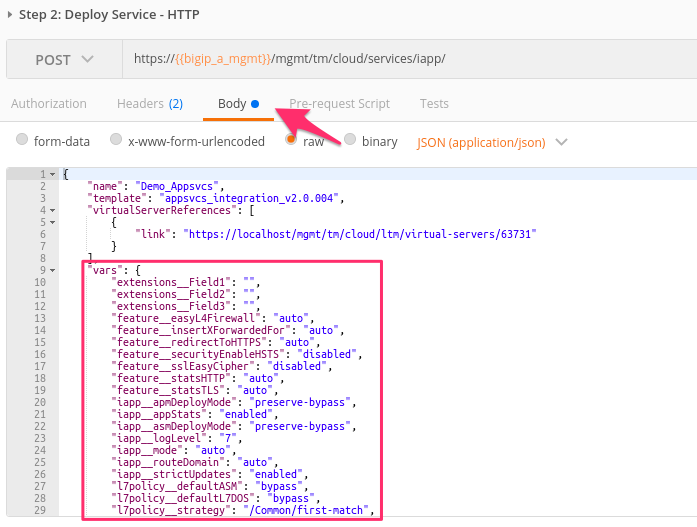 Step 2: Deploy Service - HTTP
POST https://{{bigip_a_mgmt}}/mgmt/tm/cloud/services/iapp/
Authorization Headers (2) Body Pre-request Script Tests
form-data x-www-form-urlencoded raw binary JSON (application/json)
1 {
2 "name": "Demo_Appsvcs",
3 "template": "appsvcs_integration_v2.0.004",
4 "virtualServerReferences": [
5 {
6 "link": "https://localhost/mgmt/tm/cloud/ltm/virtual-servers/63731"
7 }
8 ],
9 "vars": {
10 "extensions__Field1": "",
11 "extensions__Field2": "",
12 "extensions__Field3": "",
13 "feature__easyL4Firewall": "auto",
14 "feature__insertXForwardedFor": "auto",
15 "feature__redirectToHTTPS": "auto",
16 "feature__securityEnableHSTS": "disabled",
17 "feature__sslEasyCipher": "disabled",
18 "feature__statsHTTP": "auto",
19 "feature__statsTLS": "auto",
20 "iapp__apmDeployMode": "preserve-bypass",
21 "iapp__appStats": "enabled",
22 "iapp__asmDeployMode": "preserve-bypass",
23 "iapp__logLevel": "7",
24 "iapp__mode": "auto",
25 "iapp__routeDomain": "auto",
26 "iapp__strictUpdates": "enabled",
27 "l7policy__defaultASM": "bypass",
28 "l7policy__defaultL7DOS": "bypass",
29 "l7policy__strategy": "/Common/first-match",